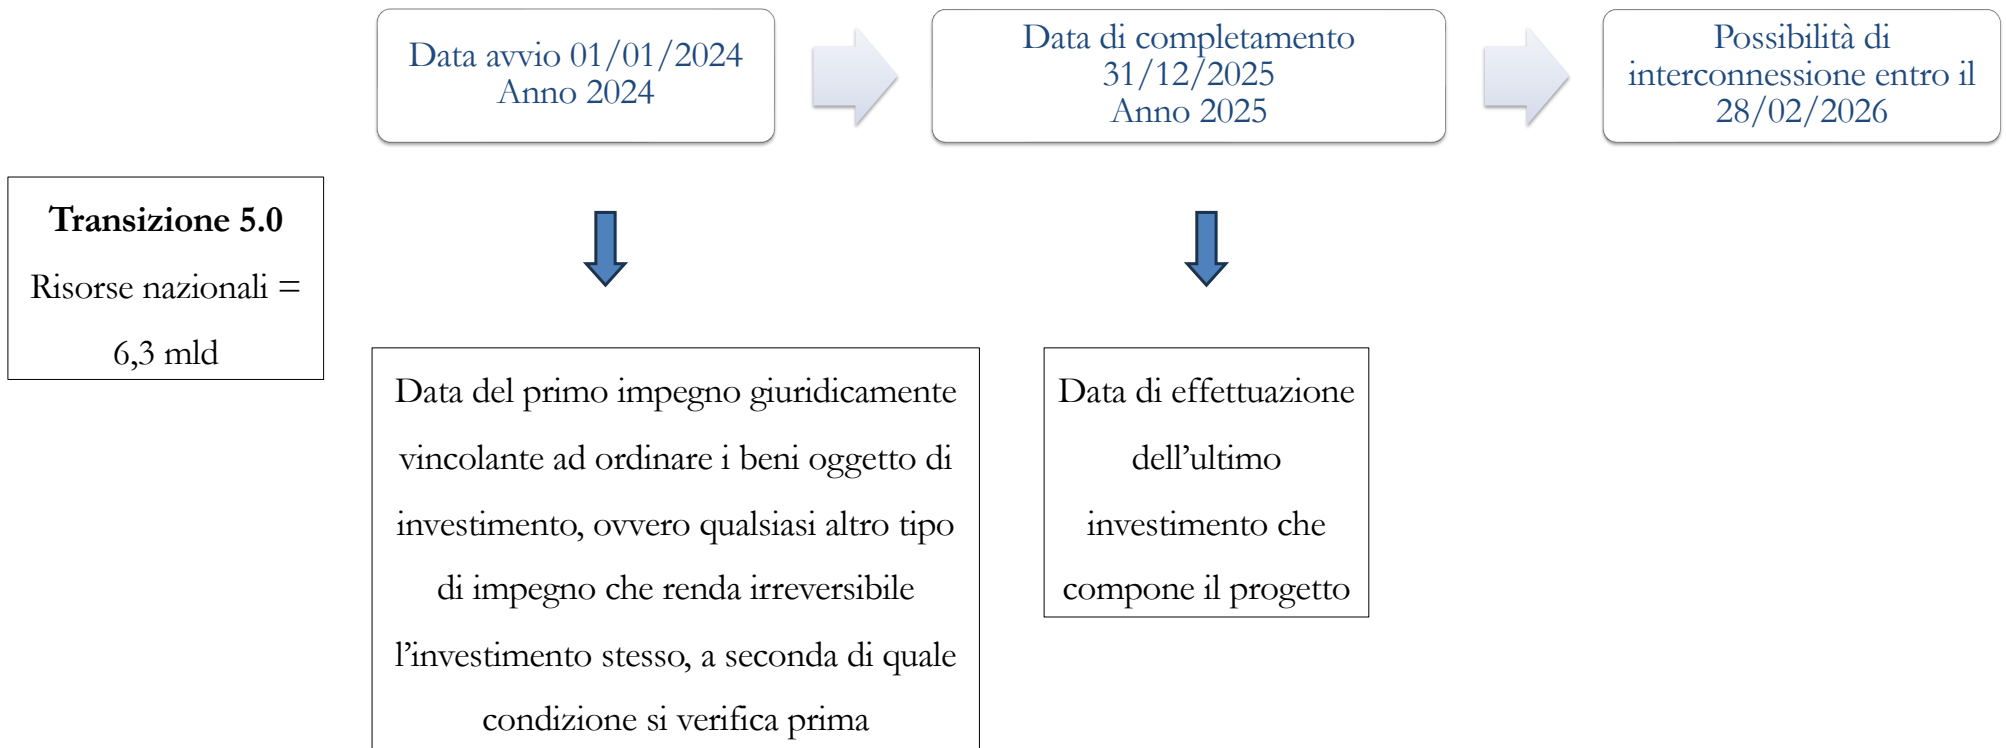 Data avvio 01/01/2024
Anno 2024
Data di completamento
31/12/2025
Anno 2025
Possibilità di
interconnessione entro il
28/02/2026
Transizione 5.0
Risorse nazionali =
6,3 mld
Data del primo impegno giuridicamente
vincolante ad ordinare i beni oggetto di
investimento, ovvero qualsiasi altro tipo
di impegno che renda irreversibile
l’investimento stesso, a seconda di quale
condizione si verifica prima
Data di effettuazione
dell’ultimo
investimento che
compone il progetto